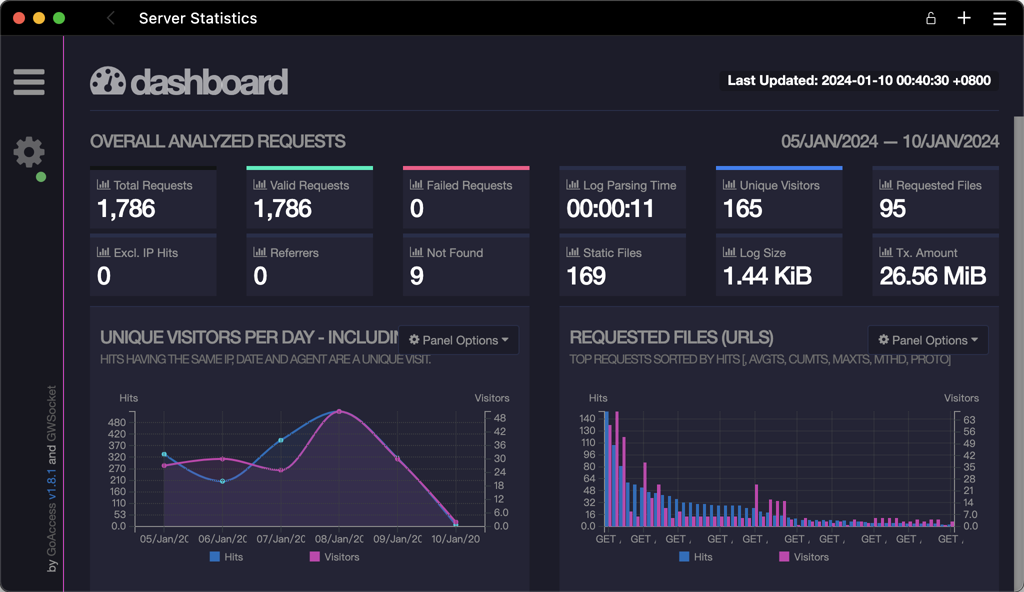 Server Statistics
dashboard
Last Updated: 2024-01-10 00:40:30 +0800
OVERALL ANALYZED REQUESTS
05/JAN/2024 — 10/JAN/2024
Total Requests
1,786
Valid Requests
1,786
Failed Requests
0
Log Parsing Time
00:00:11
Unique Visitors
165
Requested Files
95
Excl. IP Hits
0
Referrers
0
Not Found
9
Static Files
169
Log Size
1.44 KiB
Tx. Amount
26.56 MiB
UNIQUE VISITORS PER DAY - INCLUDIN
Panel Options
HITS HAVING THE SAME IP, DATE AND AGENT ARE A UNIQUE VISIT.
Hits
Visitors
480
420
370
320
270
210
160
110
53
0.0
48
42
36
30
24
18
12
6.0
0.0
05/Jan/20
06/Jan/20
07/Jan/20
08/Jan/20
09/Jan/20
10/Jan/20
Hits
Visitors
REQUESTED FILES (URLS)
Panel Options
TOP REQUESTS SORTED BY HITS [, AVGTS, CUMTS, MAXTS, MTHD, PROTO]
Hits
Visitors
140
130
110
96
80
64
48
32
16
0.0
63
56
49
42
35
28
21
14
7.0
0.0
GET ,
GET ,
GET ,
GET ,
GET ,
GET ,
GET ,
GET ,
GET ,
GET ,
Hits
Visitors
by GoAccess v1.8.1 and GWSocket